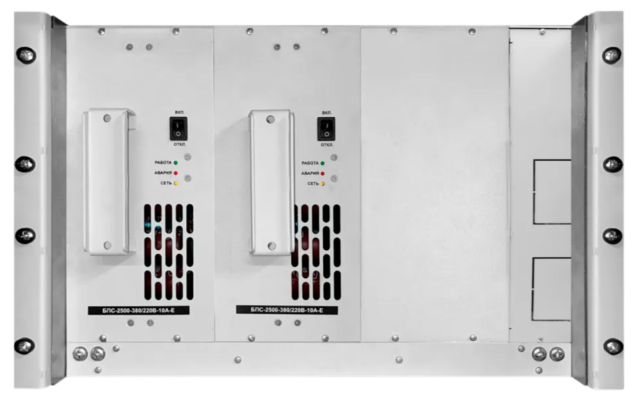 ВКЛ.
ОТКЛ.
РАБОТА
АВАРИЯ
СЕТЬ
БПС-2500-380/220В-10А-Е
ВКЛ.
ОТКЛ.
РАБОТА
АВАРИЯ
СЕТЬ
БПС-2500-380/220В-10А-Е